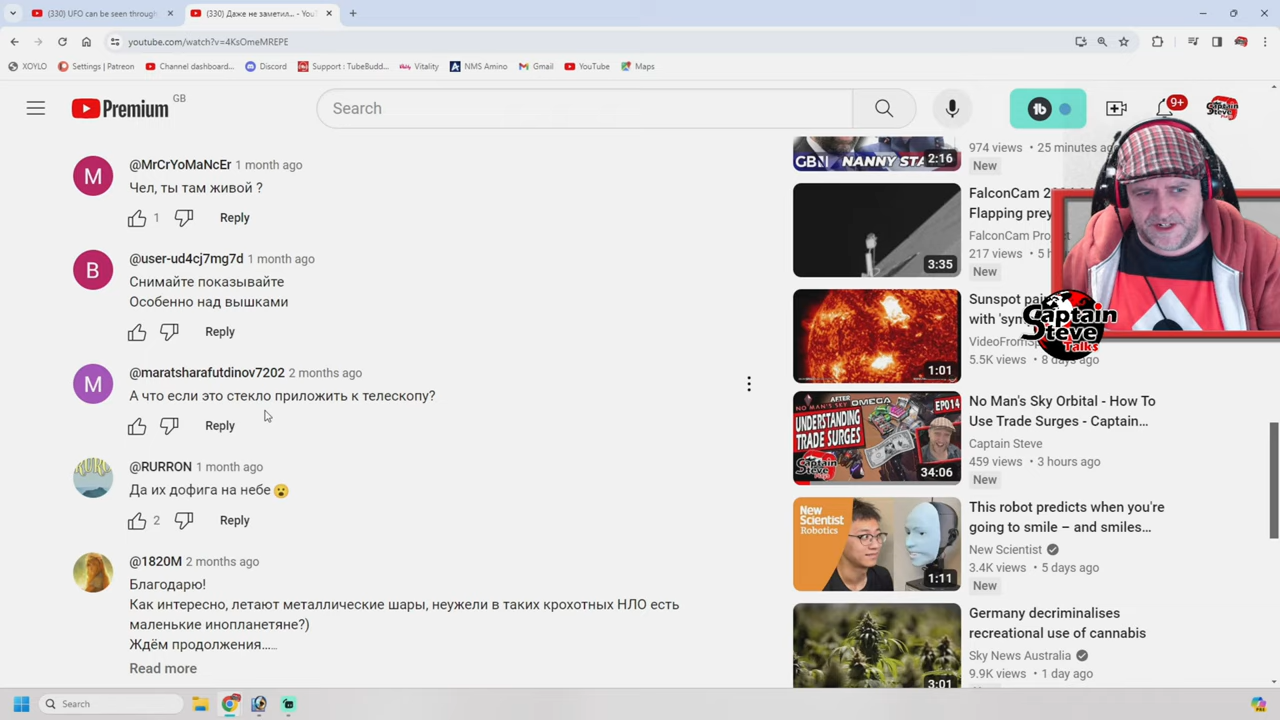 (330) UFO can be seen through
(330) Даже не заметил... - You
youtube.com/watch?v=4KsOmeMREPE
XOYLO
Settings | Patreon
Channel dashboard...
Discord
Support : TubeBudd...
Vitality
NMS Amino
Gmail
YouTube
Maps
Premium GB
Search
9+
@MrCrYoMaNcEr 1 month ago
Чел, ты там живой ?
1 Reply
@user-ud4cj7mg7d 1 month ago
Снимайте показывайте
Особенно над вышками
Reply
@maratsharafutdinov7202 2 months ago
А что если это стекло приложить к телескопу?
Reply
@RURRON 1 month ago
Да их дофига на небе 😮
2 Reply
@1820M 2 months ago
Благодарю!
Как интересно, летают металлические шары, неужели в таких крохотных НЛО есть
маленькие инопланетяне?)
Ждём продолжения.....
Read more
GBN NANNY STA
2:16
974 views • 25 minutes ago
New
3:35
FalconCam
Flapping prey
FalconCam
217 views
New
1:01
Sunspot
with
VideoFromSp
5.5K views • 8 days ago
AFTER OMEGA
EP014
NO MAN'S SKY
UNDERSTANDING
TRADE SURGES
Captain Steve
34:06
No Man's Sky Orbital - How To
Use Trade Surges - Captain...
Captain Steve
459 views • 3 hours ago
New
New
Scientist
Robotics
1:11
This robot predicts when you're
going to smile – and smiles...
New Scientist
3.4K views • 5 days ago
New
3:01
Germany decriminalises
recreational use of cannabis
Sky News Australia
9.9K views • 1 day ago
New
Captain
Steve
Talks
Search